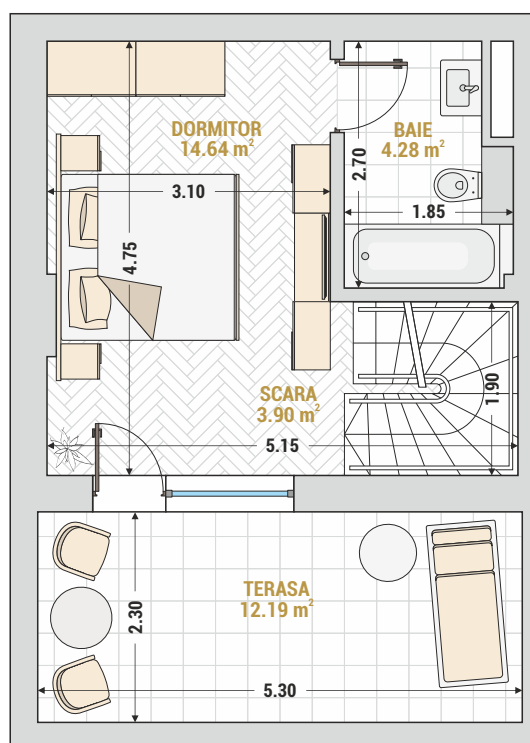 DORMITOR
14.64 m²
BAIE
4.28 m²
2.70
3.10
1.85
4.75
SCARA
3.90 m²
1.90
5.15
TERASA
12.19 m²
2.30
5.30